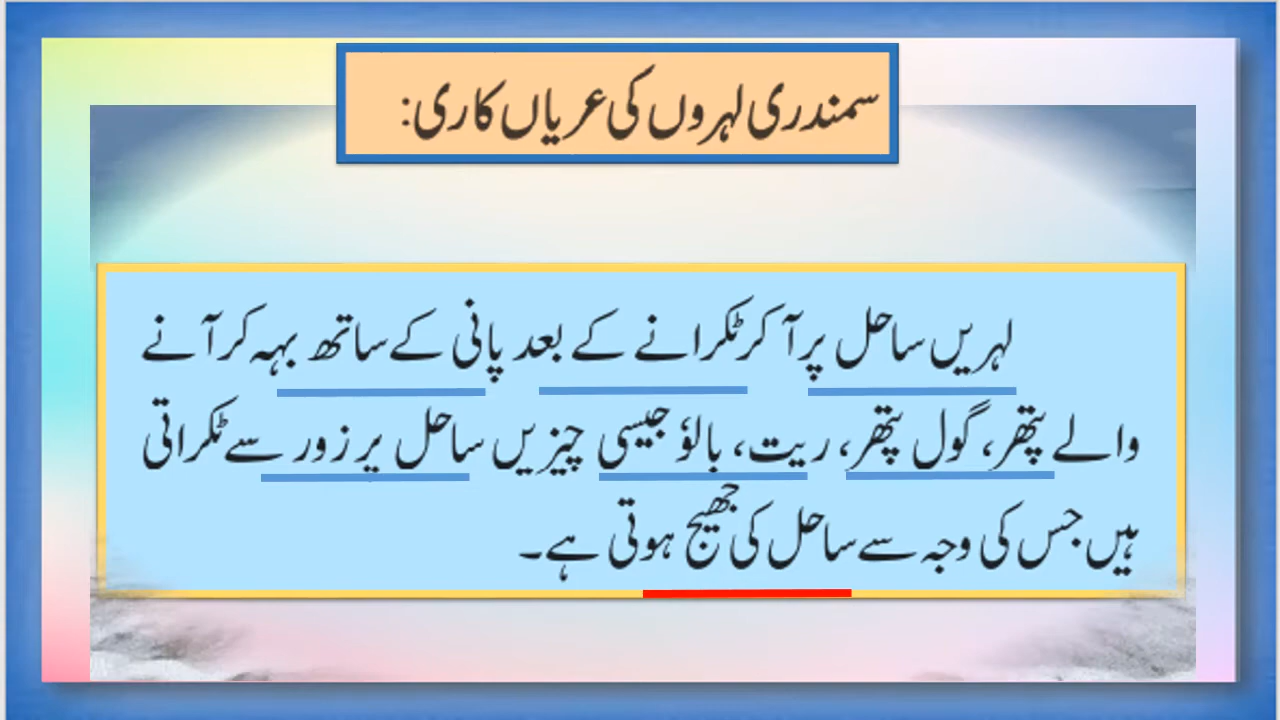 سمندری لہروں کی عریاں کاری:
لہریں ساحل پر آ کر ٹکرانے کے بعد پانی کے ساتھ بہہ کر آنے
والے پتھر، گول پتھر، ریت، بالوٗ جیسی چیزیں ساحل پر زور سے ٹکراتی
ہیں جس کی وجہ سے ساحل کی چھیج ہوتی ہے۔